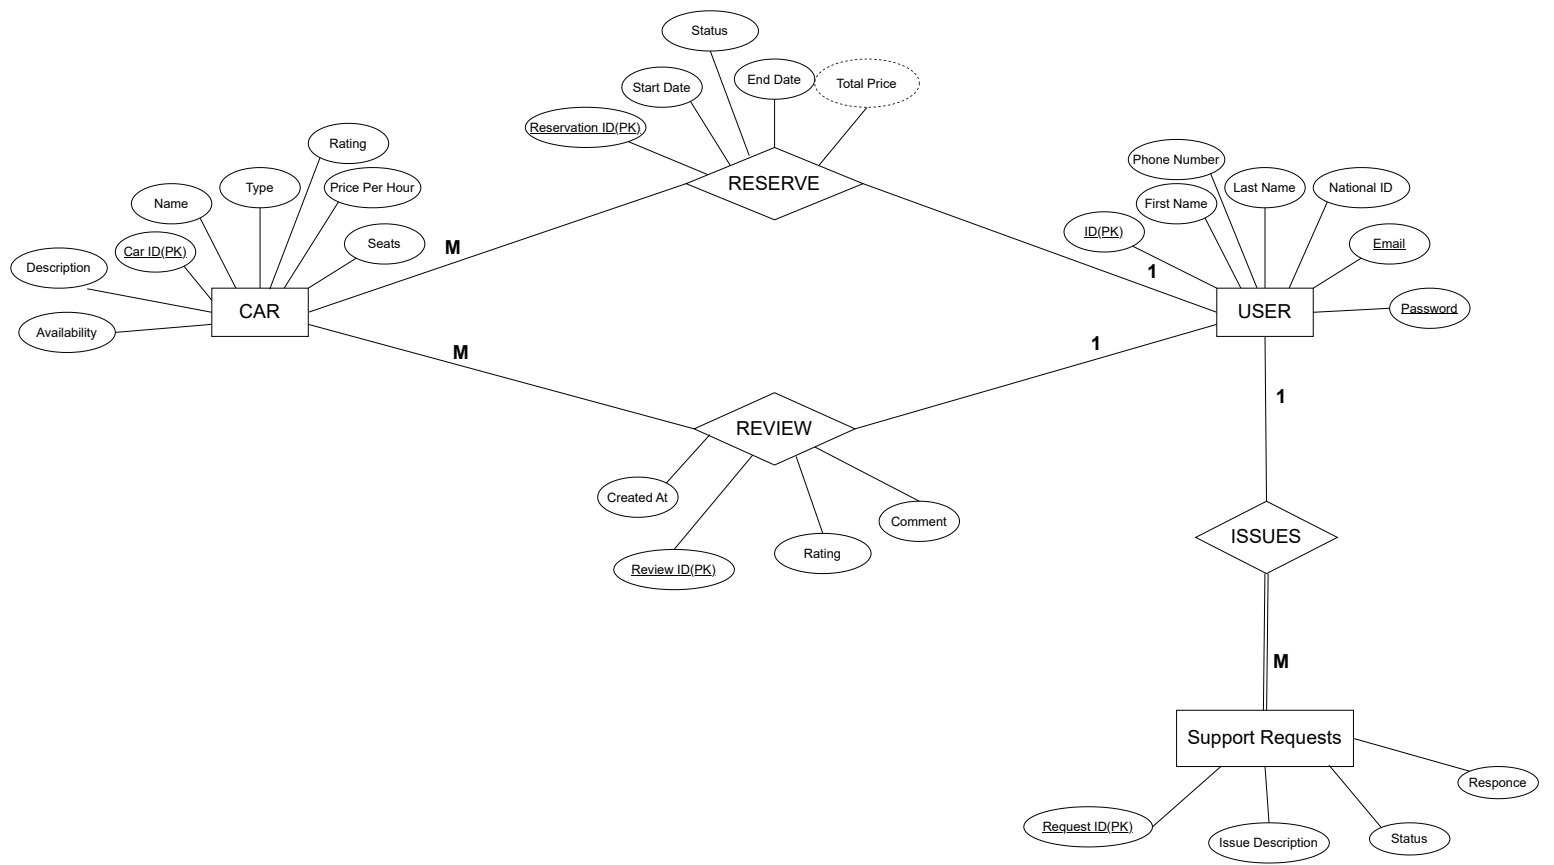 Status
Start Date
End Date
Total Price
Reservation ID(PK)
RESERVE
Rating
Type
Price Per Hour
Name
Seats
Car ID(PK)
Description
Availability
CAR
M
M
Phone Number
Last Name
National ID
First Name
ID(PK)
Email
Password
USER
1
1
1
REVIEW
Created At
Review ID(PK)
Rating
Comment
ISSUES
M
Support Requests
Responce
Request ID(PK)
Issue Description
Status